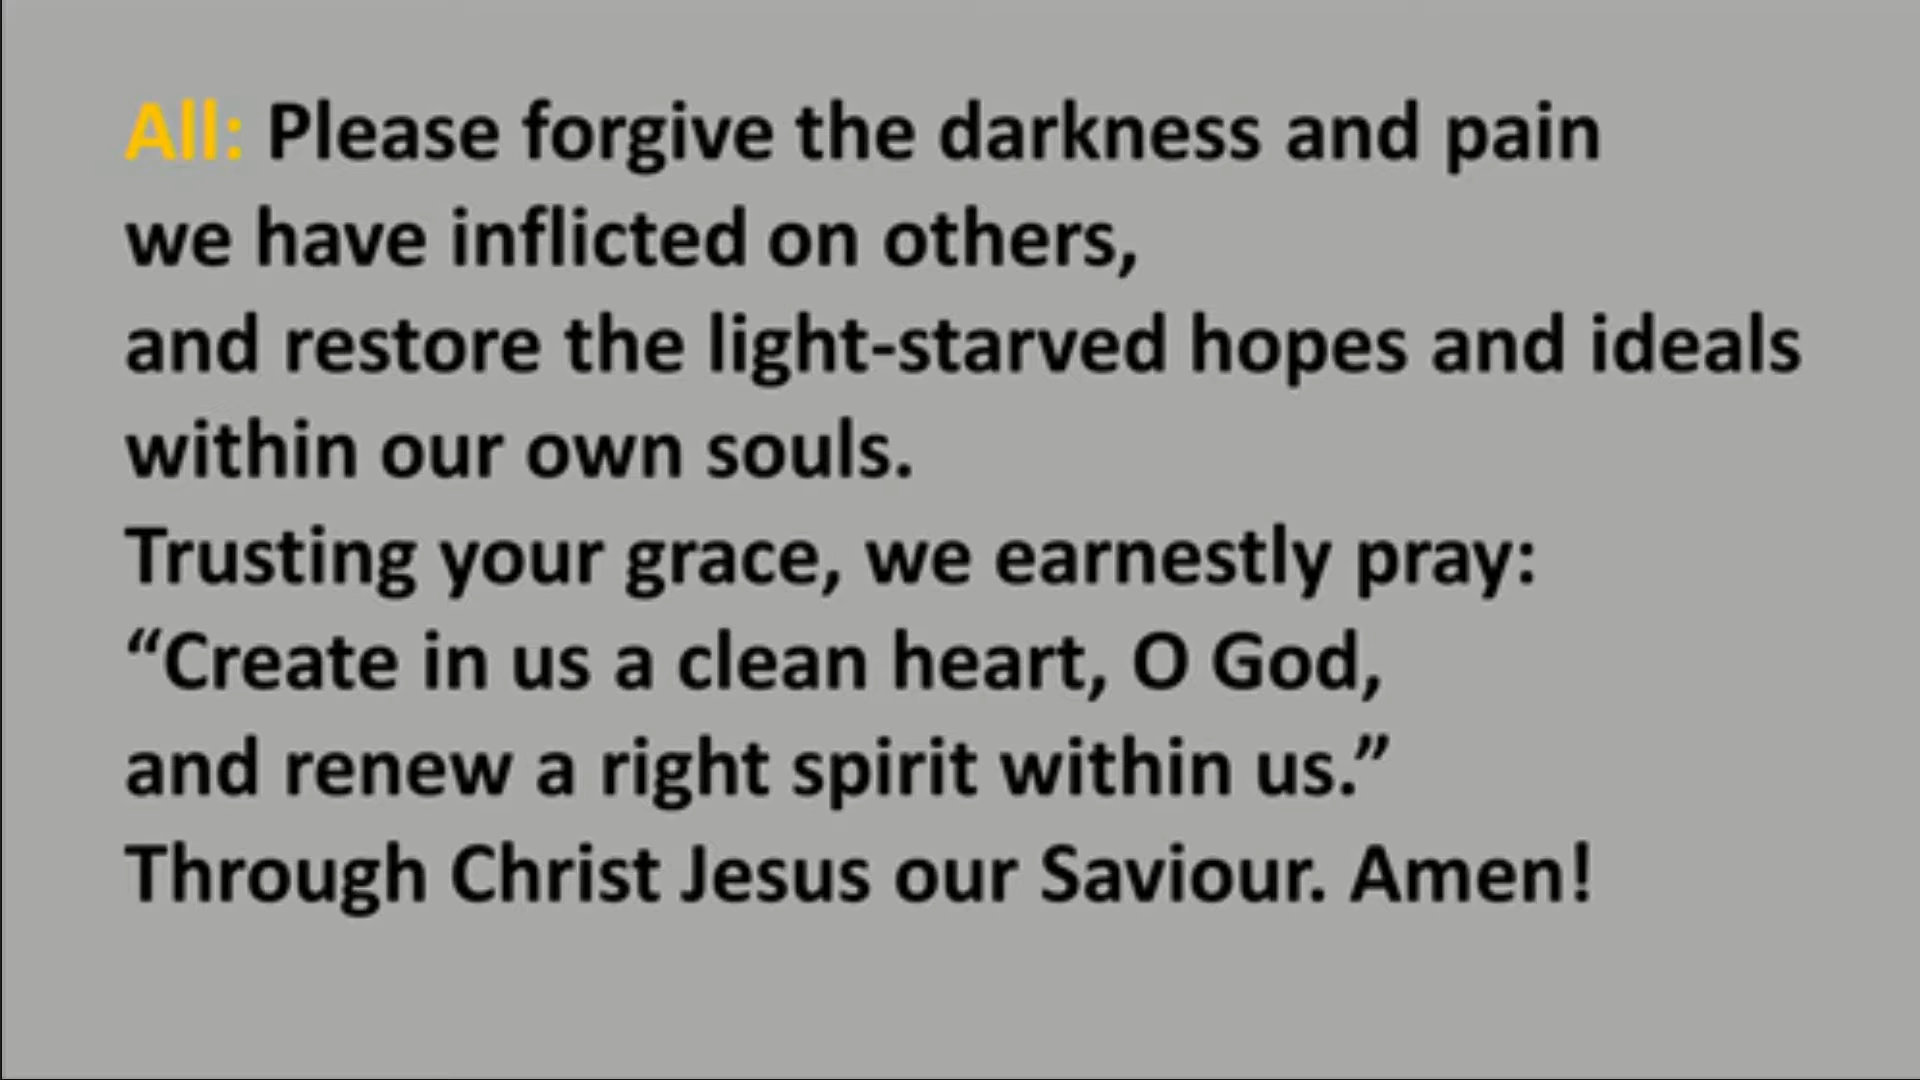 All: Please forgive the darkness and pain
we have inflicted on others,
and restore the light-starved hopes and ideals
within our own souls.
Trusting your grace, we earnestly pray:
“Create in us a clean heart, O God,
and renew a right spirit within us.”
Through Christ Jesus our Saviour. Amen!